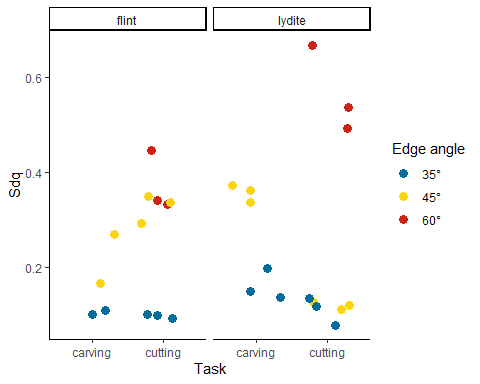 flint lydite
0.6
0.4
0.2
Sdq
carving cutting carving cutting
Task
Edge angle
35°
45°
60°